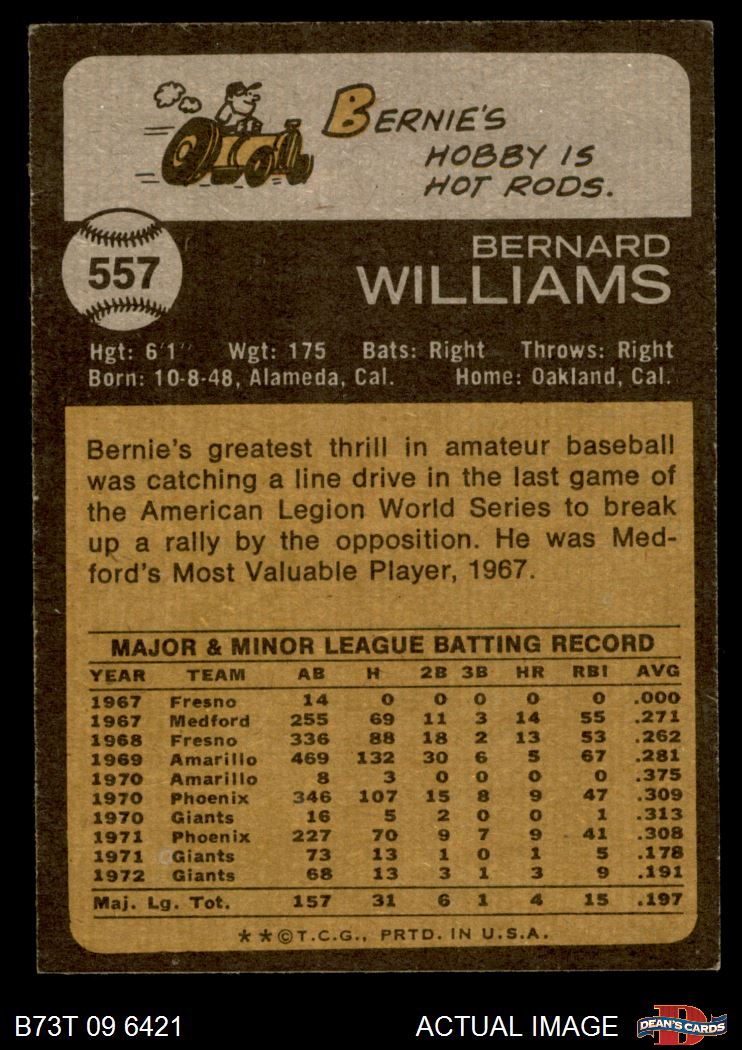 BERNIE'S
HOBBY IS
HOT RODS.
557
BERNARD
WILLIAMS
Hgt: 6'1" Wgt: 175 Bats: Right Throws: Right
Born: 10-8-48, Alameda, Cal. Home: Oakland, Cal.
Bernie's greatest thrill in amateur baseball
was catching a line drive in the last game of
the American Legion World Series to break
up a rally by the opposition. He was Med-
ford's Most Valuable Player, 1967.
MAJOR & MINOR LEAGUE BATTING RECORD
YEAR TEAM AB H 2B 3B HR RBI AVG
1967 Fresno 14 0 0 0 0 0 .000
1967 Medford 255 69 11 3 14 55 .271
1968 Fresno 336 88 18 2 13 53 .262
1969 Amarillo 469 132 30 6 5 67 .281
1970 Amarillo 8 3 0 0 0 0 .375
1970 Phoenix 346 107 15 8 9 47 .309
1970 Giants 16 5 2 0 0 1 .313
1971 Phoenix 227 70 9 7 9 41 .308
1971 Giants 73 13 1 0 1 5 .178
1972 Giants 68 13 3 1 3 9 .191
Maj. Lg. Tot. 157 31 6 1 4 15 .197
**©T.C.G., PRTD. IN U.S.A.
B73T 09 6421 ACTUAL IMAGE DEAN'S CARDS